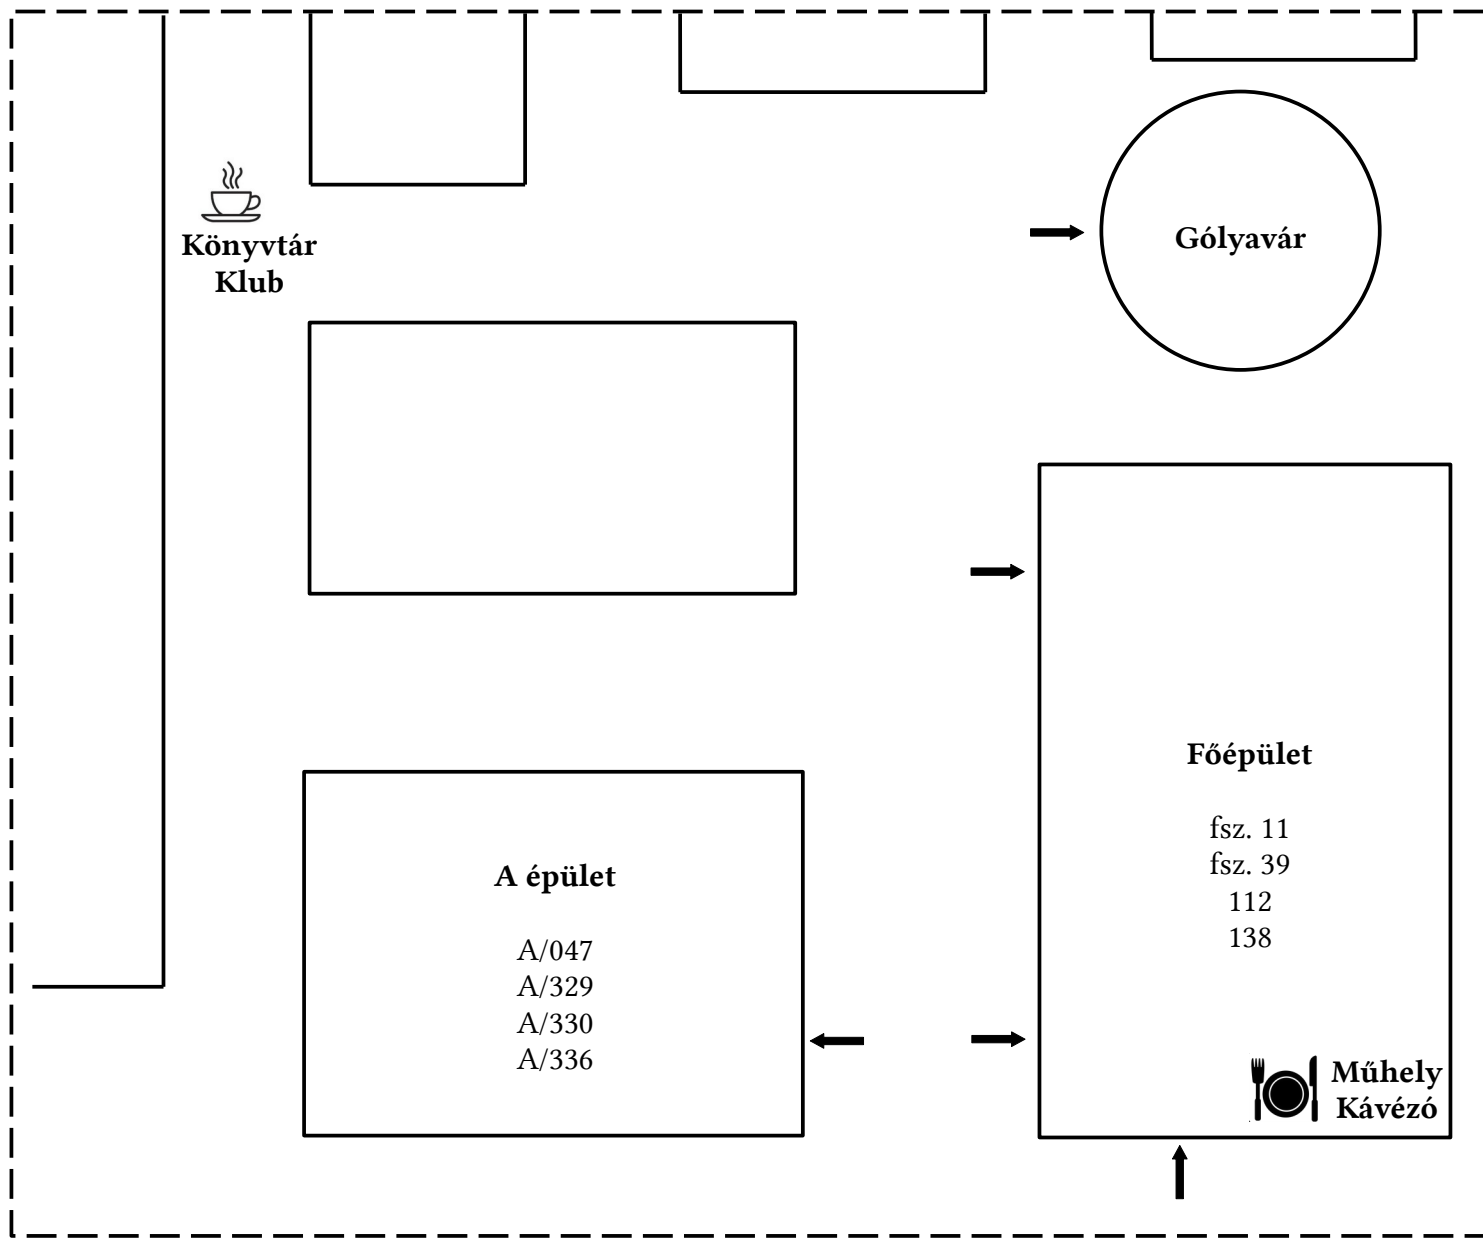 Könyvtár
Klub
Gólyavár
Főépület
fsz. 11
fsz. 39
112
138
A épület
A/047
A/329
A/330
A/336
Műhely
Kávézó